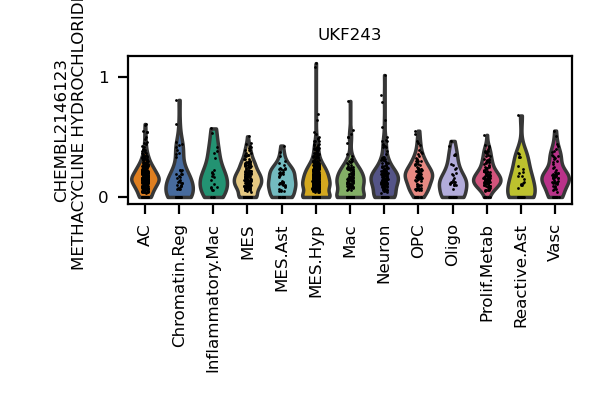 UKF243
CHEMBL2146123
METHACYCLINE HYDROCHLORIDE
1
0
AC
Chromatin.Reg
Inflammatory.Mac
MES
MES.Ast
MES.Hyp
Mac
Neuron
OPC
Oligo
Prolif.Metab
Reactive.Ast
Vasc